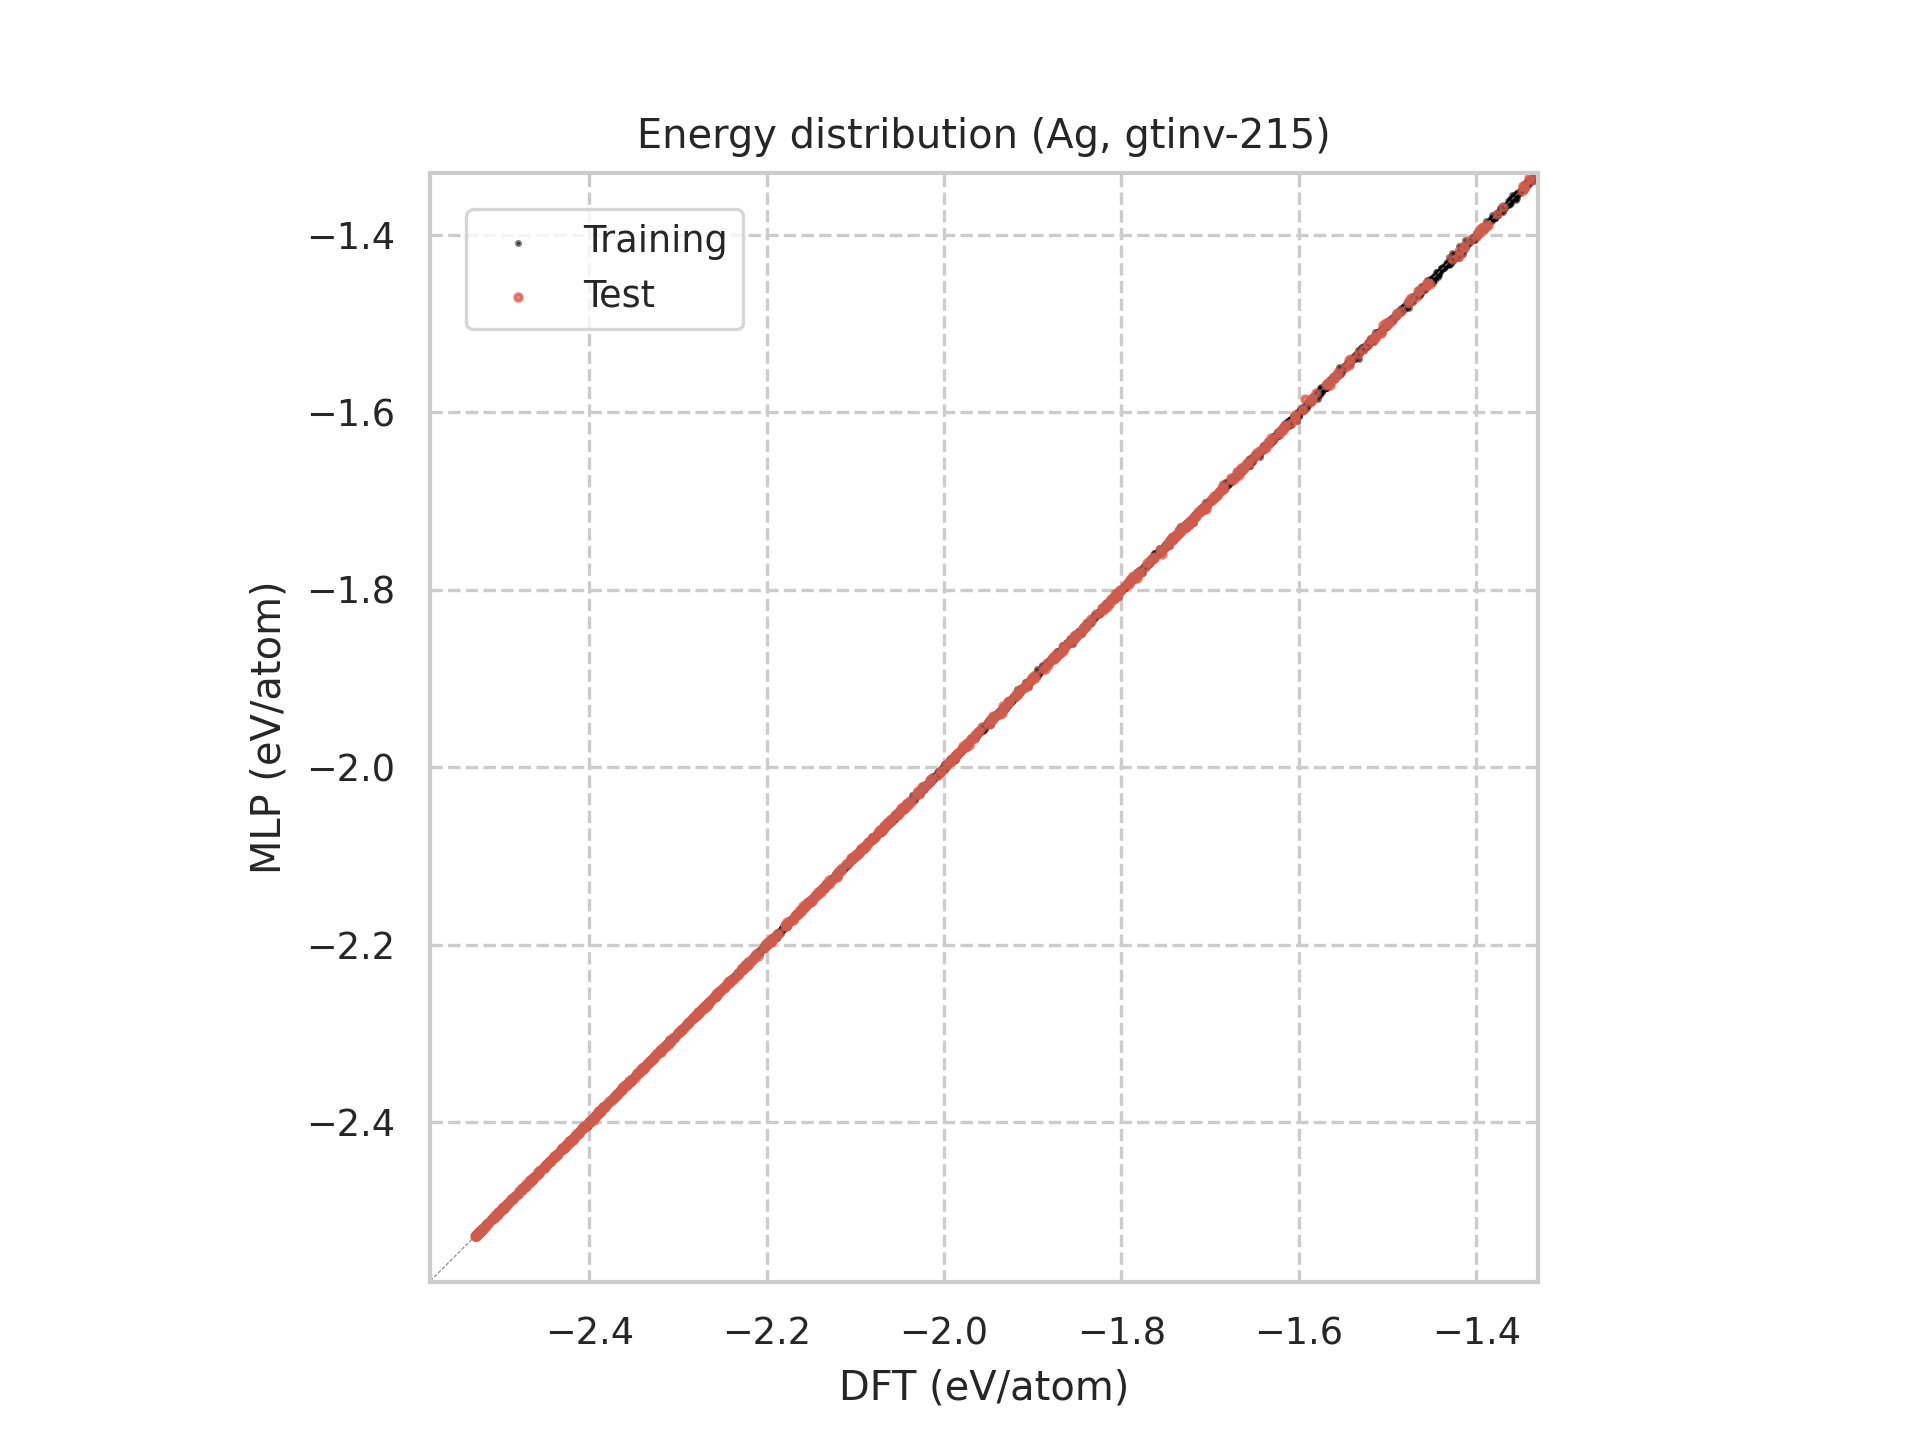 Energy distribution (Ag, gtinv-215)
Training
Test
MLP (eV/atom)
−1.4
−1.6
−1.8
−2.0
−2.2
−2.4
−2.4 −2.2 −2.0 −1.8 −1.6 −1.4
DFT (eV/atom)